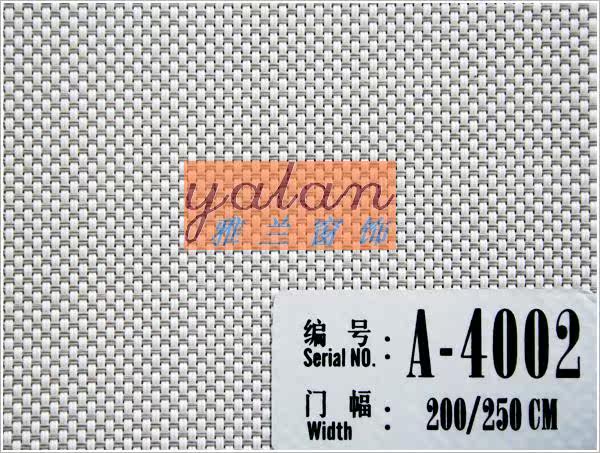 yalan
雅兰窗饰
编号: A-4002
Serial NO.
门幅: 200/250 CM
Width